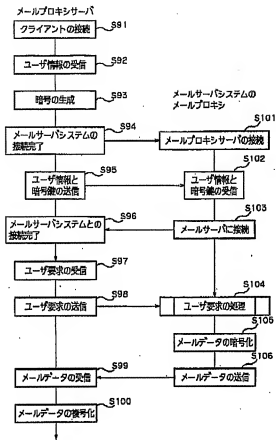 メールプロキシサーバ
S91
クライアントの接続
S92
ユーザ情報の受信
S93
暗号の生成
メールサーバシステムの
メールプロキシ
S94
メールサーバシステムの
接続完了
S101
メールプロキシサーバの接続
S95
ユーザ情報と
暗号鍵の送信
S102
ユーザ情報と
暗号鍵の受信
S96
メールサーバシステムとの
接続完了
S103
メールサーバに接続
S97
ユーザ要求の受信
S98
ユーザ要求の送信
S104
ユーザ要求の処理
S105
メールデータの暗号化
S106
メールデータの送信
S99
メールデータの受信
S100
メールデータの復号化